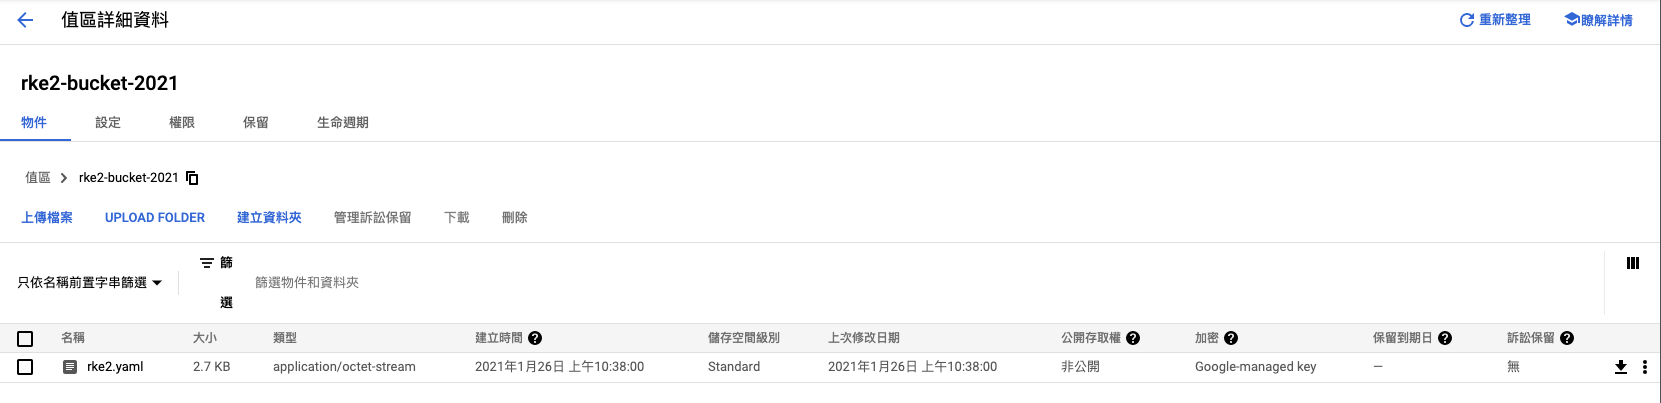 值區詳細資料
重新整理
瞭解詳情
rke2-bucket-2021
物件 設定 權限 保留 生命週期
值區 rke2-bucket-2021
上傳檔案 UPLOAD FOLDER 建立資料夾 管理訴訟保留 下載 刪除
只依名稱前置字串篩選
篩
選
篩選物件和資料夾
名稱 大小 類型 建立時間 儲存空間級別 上次修改日期 公開存取權 加密 保留到期日 訴訟保留
rke2.yaml 2.7 KB application/octet-stream 2021年1月26日 上午10:38:00 Standard 2021年1月26日 上午10:38:00 非公開 Google-managed key — 無